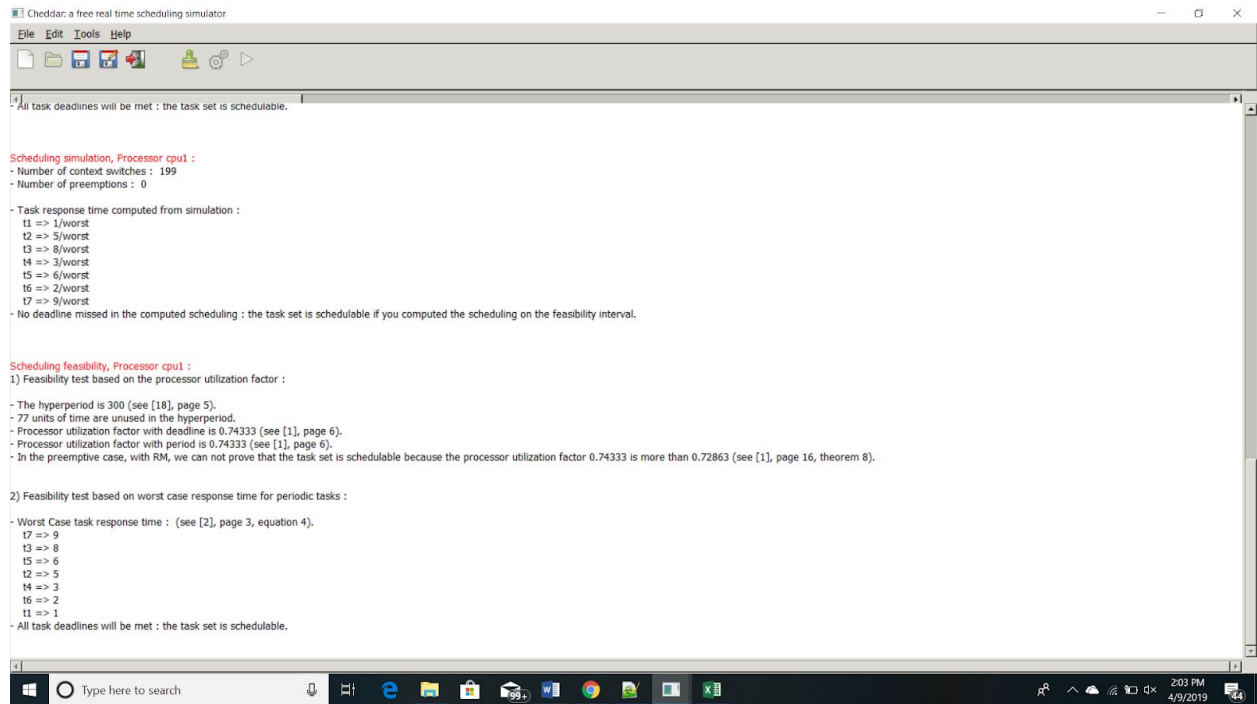 Cheddar: a free real time scheduling simulator
File Edit Tools Help
- All task deadlines will be met : the task set is schedulable.
Scheduling simulation, Processor cpu1 :
- Number of context switches : 199
- Number of preemptions : 0
- Task response time computed from simulation :
t1 => 1/worst
t2 => 5/worst
t3 => 8/worst
t4 => 3/worst
t5 => 6/worst
t6 => 2/worst
t7 => 9/worst
- No deadline missed in the computed scheduling : the task set is schedulable if you computed the scheduling on the feasibility interval.
Scheduling feasibility, Processor cpu1 :
1) Feasibility test based on the processor utilization factor :
- The hyperperiod is 300 (see [18], page 5).
- 77 units of time are unused in the hyperperiod.
- Processor utilization factor with deadline is 0.74333 (see [1], page 6).
- Processor utilization factor with period is 0.74333 (see [1], page 6).
- In the preemptive case, with RM, we can not prove that the task set is schedulable because the processor utilization factor 0.74333 is more than 0.72863 (see [1], page 16, theorem 8).
2) Feasibility test based on worst case response time for periodic tasks :
- Worst Case task response time : (see [2], page 3, equation 4).
t7 => 9
t3 => 8
t5 => 6
t2 => 5
t4 => 3
t6 => 2
t1 => 1
- All task deadlines will be met : the task set is schedulable.
Type here to search
99+
2:03 PM
4/9/2019
44